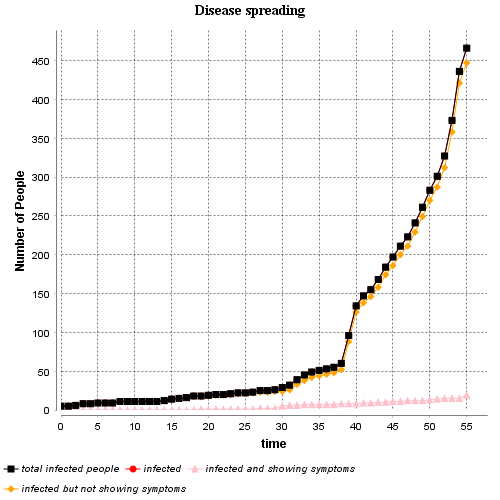 Disease spreading
Number of People
450
400
350
300
250
200
150
100
50
0
0 5 10 15 20 25 30 35 40 45 50 55
time
total infected people infected infected and showing symptoms
infected but not showing symptoms